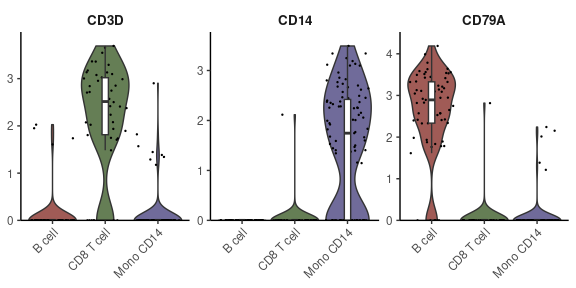 CD3D
CD14
CD79A
3
2
1
0
3
2
1
0
4
3
2
1
0
B cell
CD8 T cell
Mono CD14
B cell
CD8 T cell
Mono CD14
B cell
CD8 T cell
Mono CD14